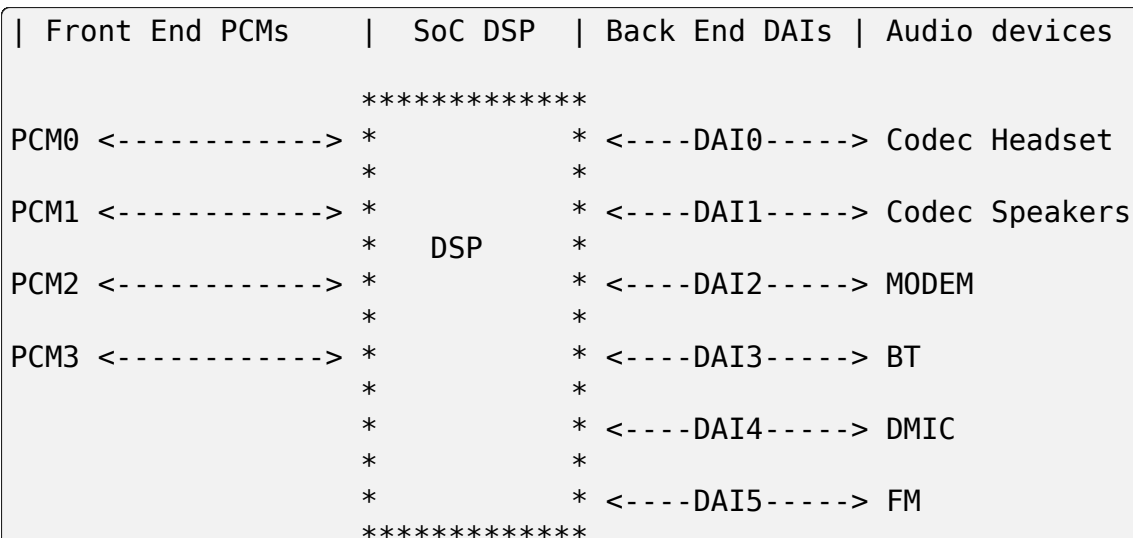 | Front End PCMs    |  SoC DSP  | Back End DAIs | Audio devices

                    *************
PCM0 <------------> *           * <----DAI0-----> Codec Headset
                    *           *
PCM1 <------------> *           * <----DAI1-----> Codec Speakers
                    *   DSP     *
PCM2 <------------> *           * <----DAI2-----> MODEM
                    *           *
PCM3 <------------> *           * <----DAI3-----> BT
                    *           *
                    *           * <----DAI4-----> DMIC
                    *           *
                    *           * <----DAI5-----> FM
                    *************